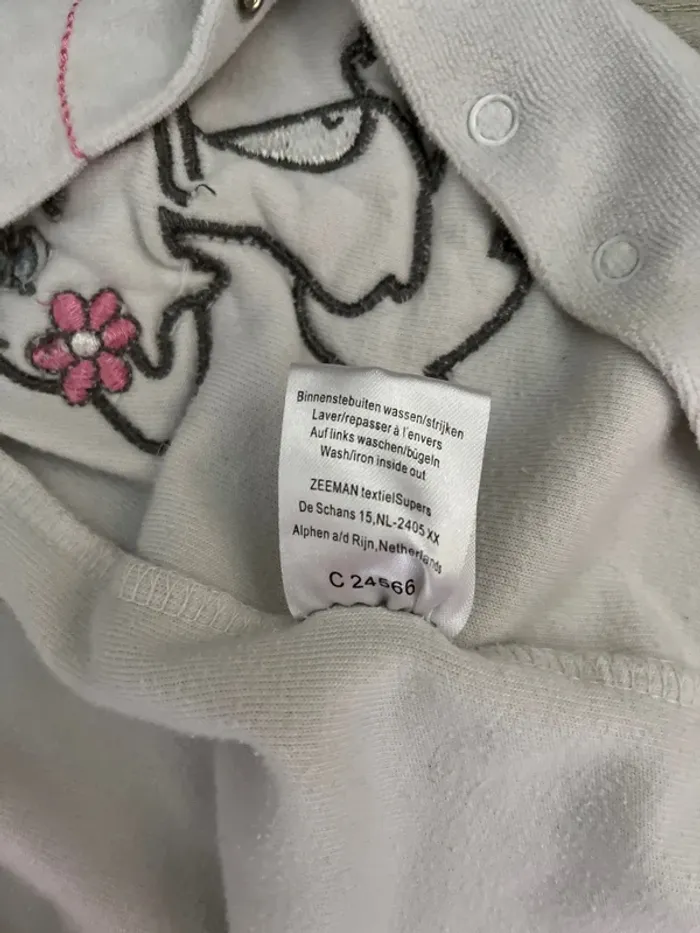 Binnenstebuiten wassen/strijken
Laver/repasser à l'envers
Auf links waschen/bügeln
Wash/iron inside out
ZEEMAN textielSupers
De Schans 15,NL-2405 XX
Alphen a/d Rijn,Netherlands
C 24566